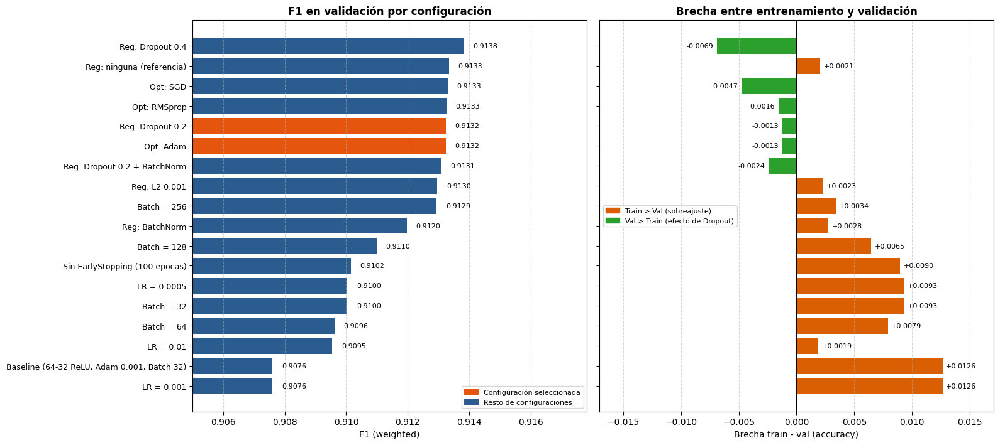 F1 en validación por configuración
Reg: Dropout 0.4
0.9138
Reg: ninguna (referencia)
0.9133
Opt: SGD
0.9133
Opt: RMSprop
0.9133
Reg: Dropout 0.2
0.9132
Opt: Adam
0.9132
Reg: Dropout 0.2 + BatchNorm
0.9131
Reg: L2 0.001
0.9130
Batch = 256
0.9129
Reg: BatchNorm
0.9120
Batch = 128
0.9110
Sin EarlyStopping (100 epocas)
0.9102
LR = 0.0005
0.9100
Batch = 32
0.9100
Batch = 64
0.9096
LR = 0.01
0.9095
Baseline (64-32 ReLU, Adam 0.001, Batch 32)
0.9076
LR = 0.001
0.9076
Configuración seleccionada
Resto de configuraciones
0.906 0.908 0.910 0.912 0.914 0.916
F1 (weighted)
Brecha entre entrenamiento y validación
-0.0069
+0.0021
-0.0047
-0.0016
-0.0013
-0.0013
-0.0024
+0.0023
+0.0034
+0.0028
+0.0065
+0.0090
+0.0093
+0.0093
+0.0079
+0.0019
+0.0126
+0.0126
Train > Val (sobreajuste)
Val > Train (efecto de Dropout)
−0.015 −0.010 −0.005 0.000 0.005 0.010 0.015
Brecha train - val (accuracy)